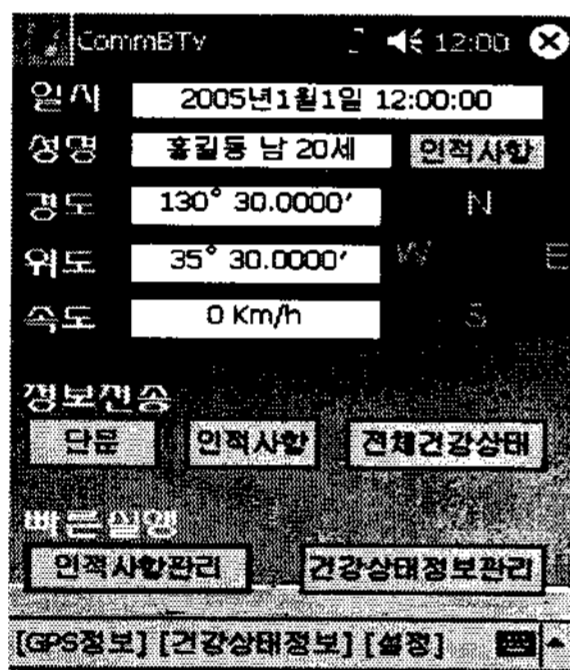 CommBTv 12:00
일시 2005년1월1일 12:00:00
성명 홍길동 남 20세 인적사항
경도 130° 30.0000′ N
위도 35° 30.0000′ W E
속도 0 Km/h S
정보전송
단문 인적사항 전체건강상태
빠른실행
인적사항관리 건강상태정보관리
[GPS정보] [건강상태정보] [설정]